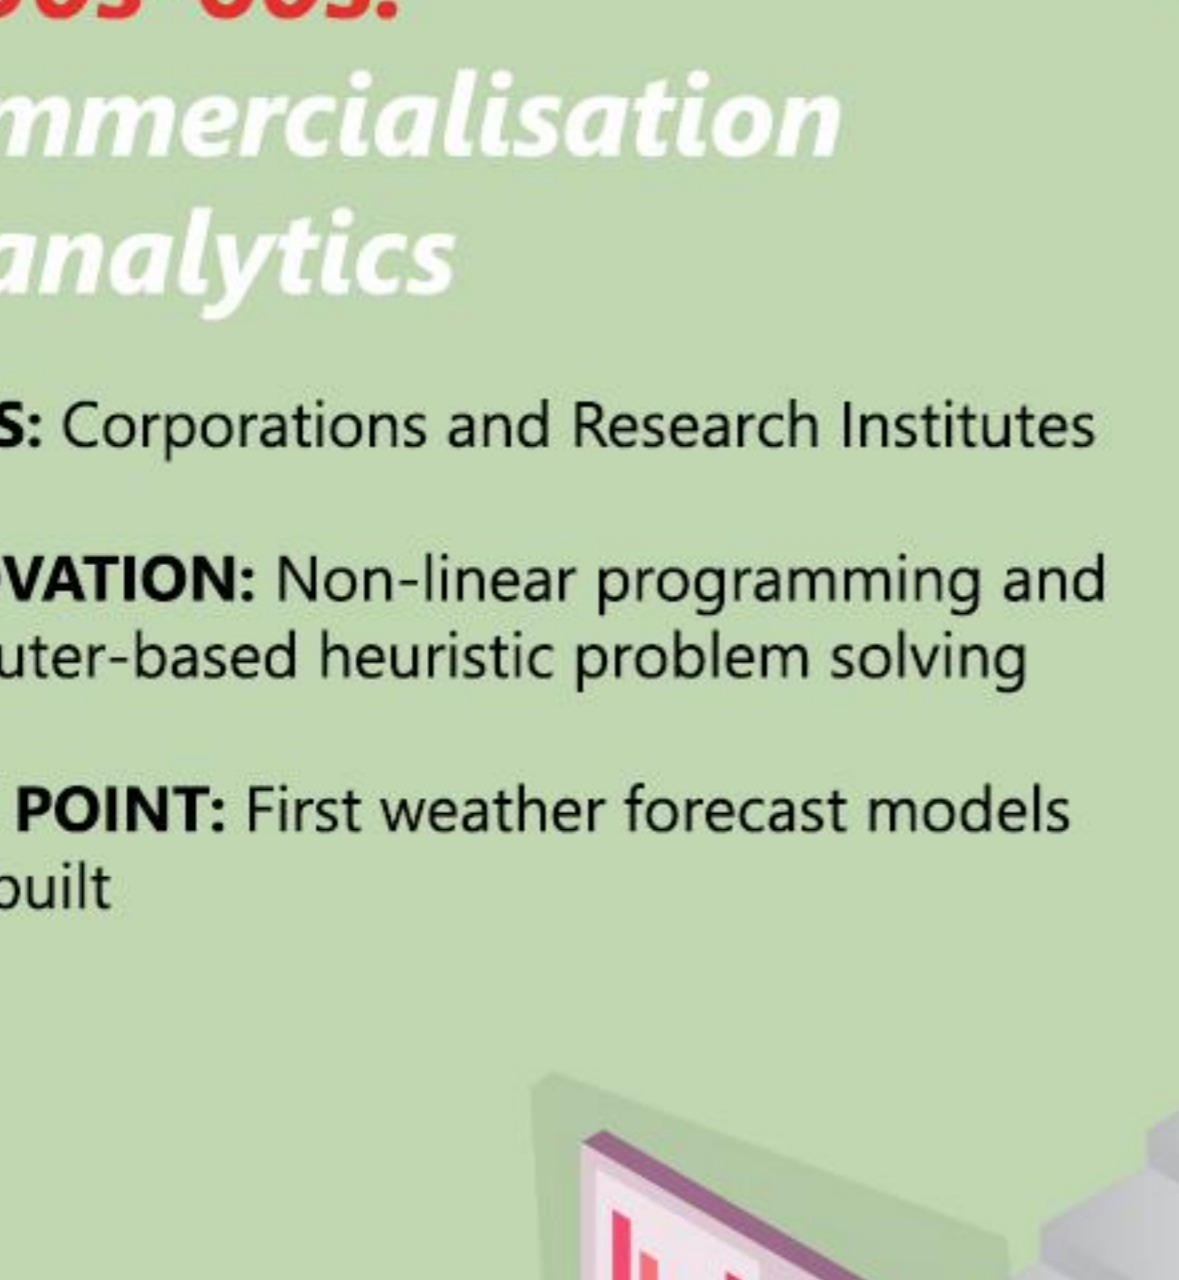 mmercialisation
analytics
S: Corporations and Research Institutes
OVATION: Non-linear programming and
uter-based heuristic problem solving
POINT: First weather forecast models
built